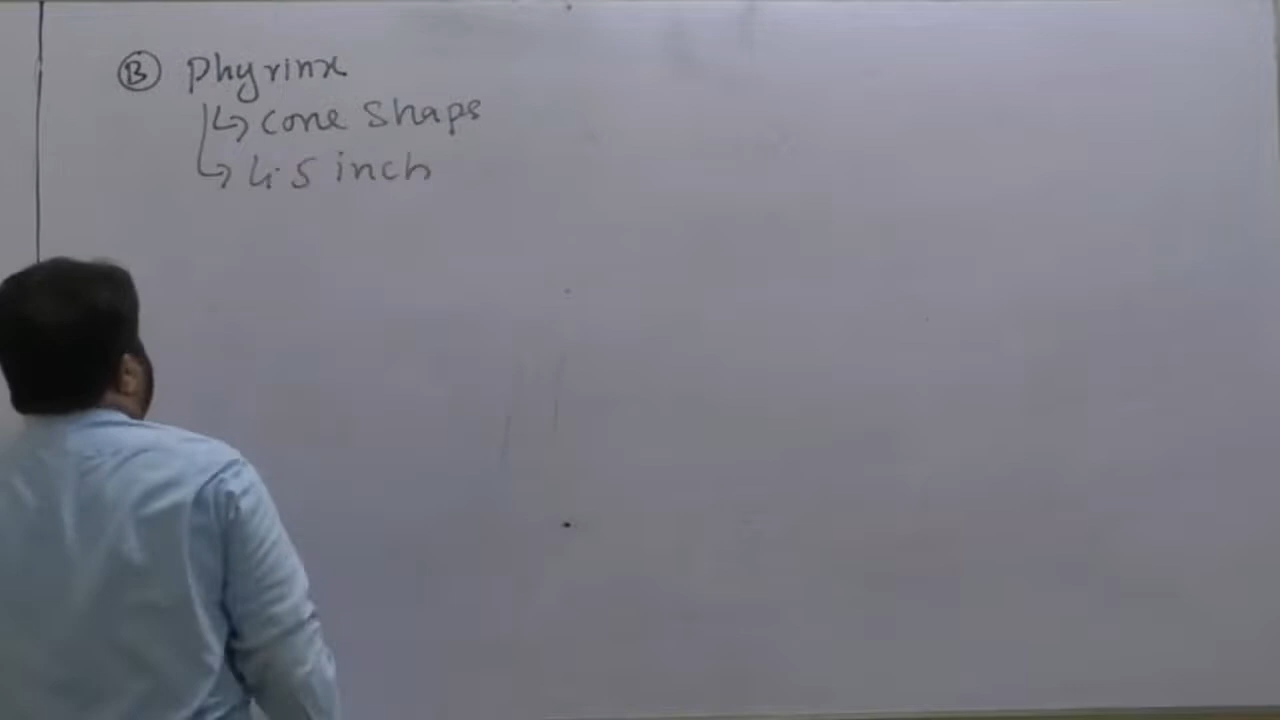 Ⓑ Phyrinx
↳ cone Shape
↳ 4.5 inch